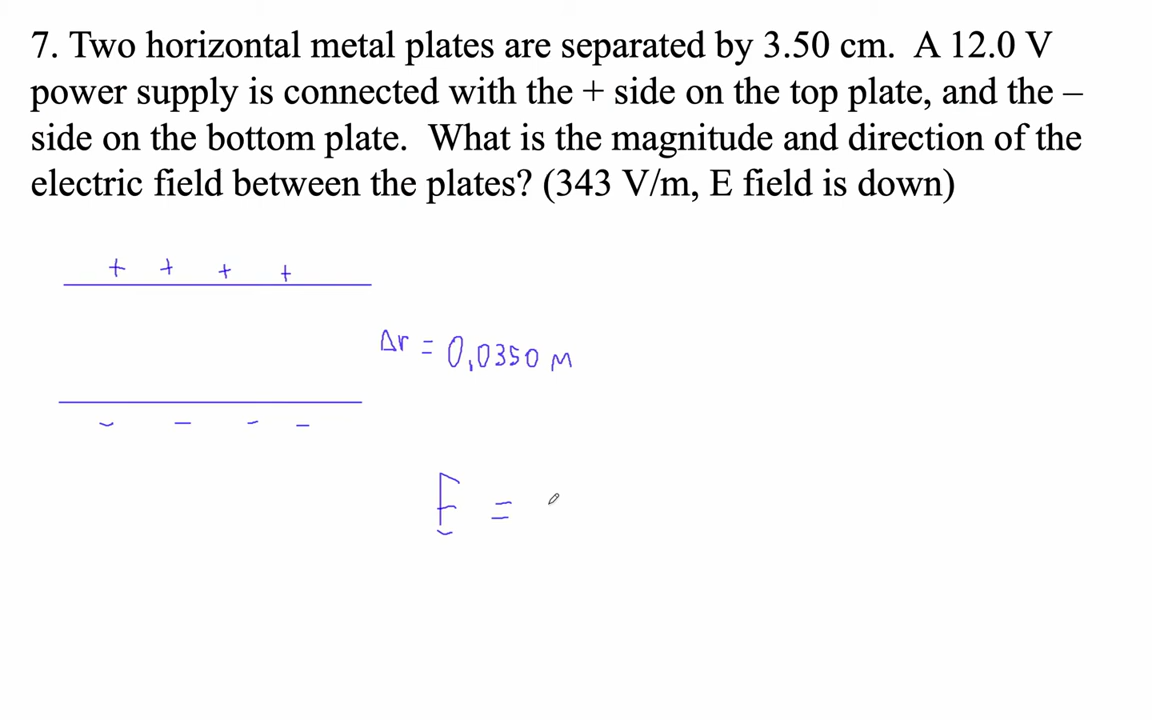 7. Two horizontal metal plates are separated by 3.50 cm. A 12.0 V
power supply is connected with the + side on the top plate, and the –
side on the bottom plate. What is the magnitude and direction of the
electric field between the plates? (343 V/m, E field is down)
+ + + +
Δr = 0.0350 m
– – – –
E =